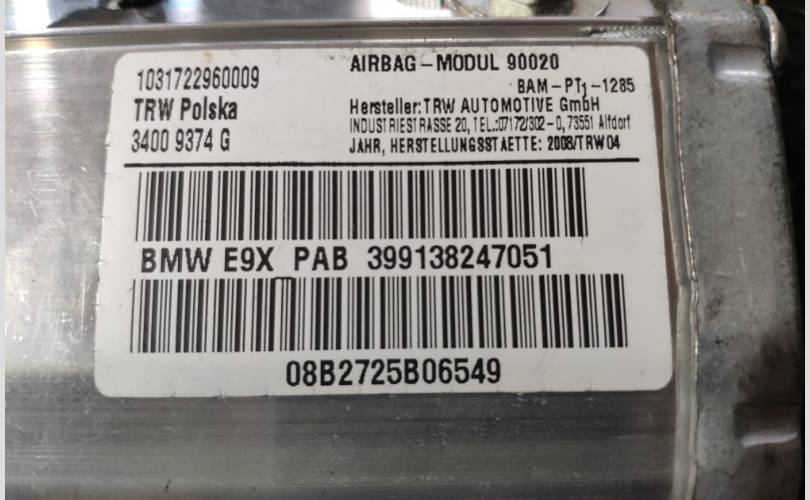 1031722960009
AIRBAG-MODUL 90020
BAM-PT1-1285
TRW Polska
Hersteller: TRW AUTOMOTIVE GmbH
INDUSTRIESTRASSE 20, TEL.:07172/302-0, 73551 Alfdorf
3400 9374 G
JAHR, HERSTELLUNGSSTAETTE: 2008/TRW04
BMW E9X PAB 399138247051
08B2725B06549